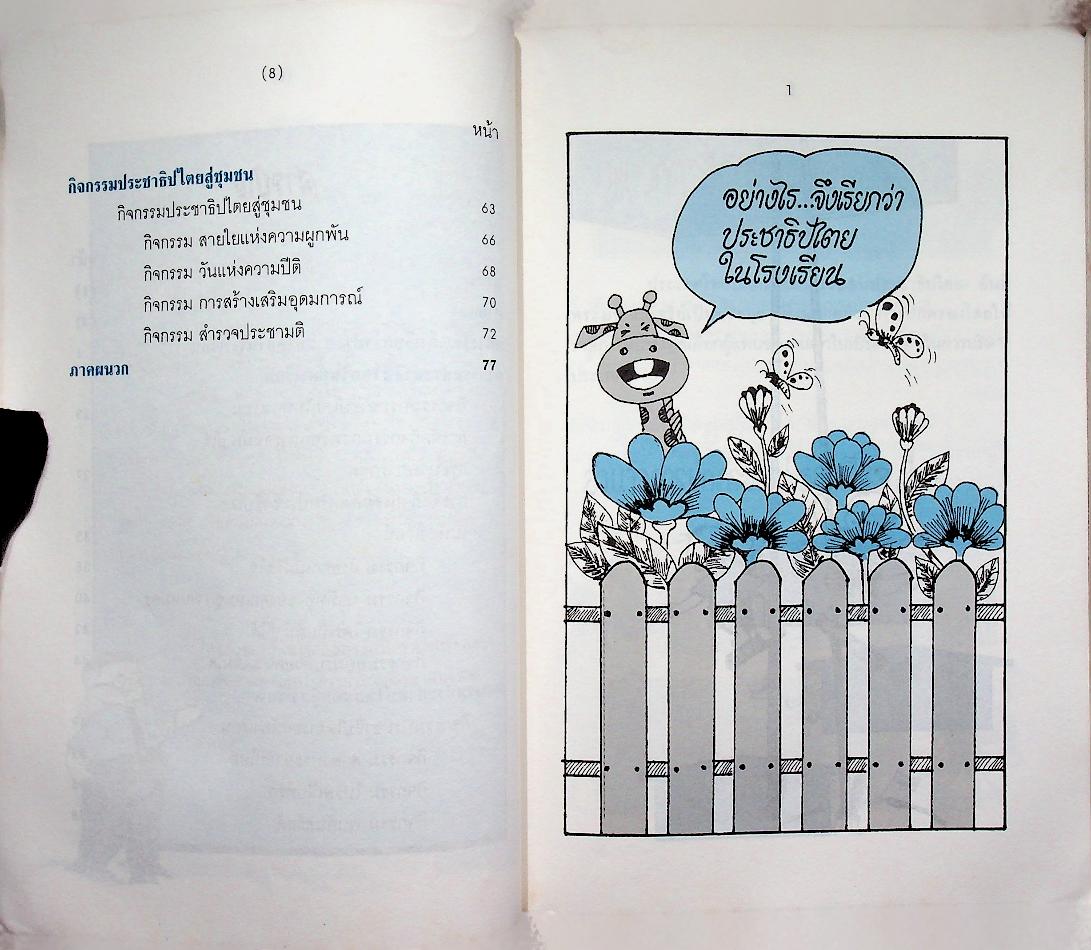 (8)
หน้า
กิจกรรมประชาธิปไตยสู่ชุมชน
กิจกรรมประชาธิปไตยสู่ชุมชน 63
กิจกรรม สายใยแห่งความผูกพัน 66
กิจกรรม วันแห่งความปีติ 68
กิจกรรม การสร้างเสริมอุดมการณ์ 70
กิจกรรม สำรวจประชามติ 72
ภาคผนวก 77
1
อย่างไร...จึงเรียกว่า
ประชาธิปไตย
ในโรงเรียน